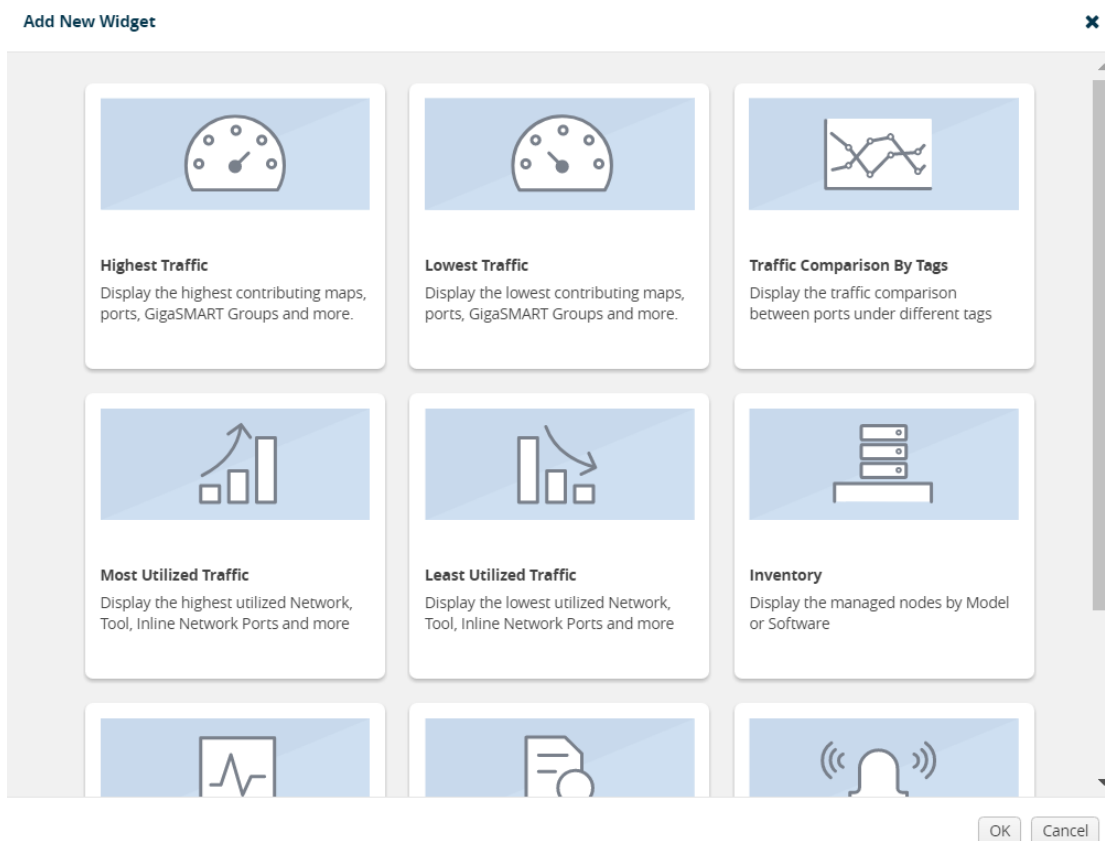 Add New Widget
Highest Traffic
Display the highest contributing maps,
ports, GigaSMART Groups and more.
Lowest Traffic
Display the lowest contributing maps,
ports, GigaSMART Groups and more.
Traffic Comparison By Tags
Display the traffic comparison
between ports under different tags
Most Utilized Traffic
Display the highest utilized Network,
Tool, Inline Network Ports and more
Least Utilized Traffic
Display the lowest utilized Network,
Tool, Inline Network Ports and more
Inventory
Display the managed nodes by Model
or Software
OK
Cancel